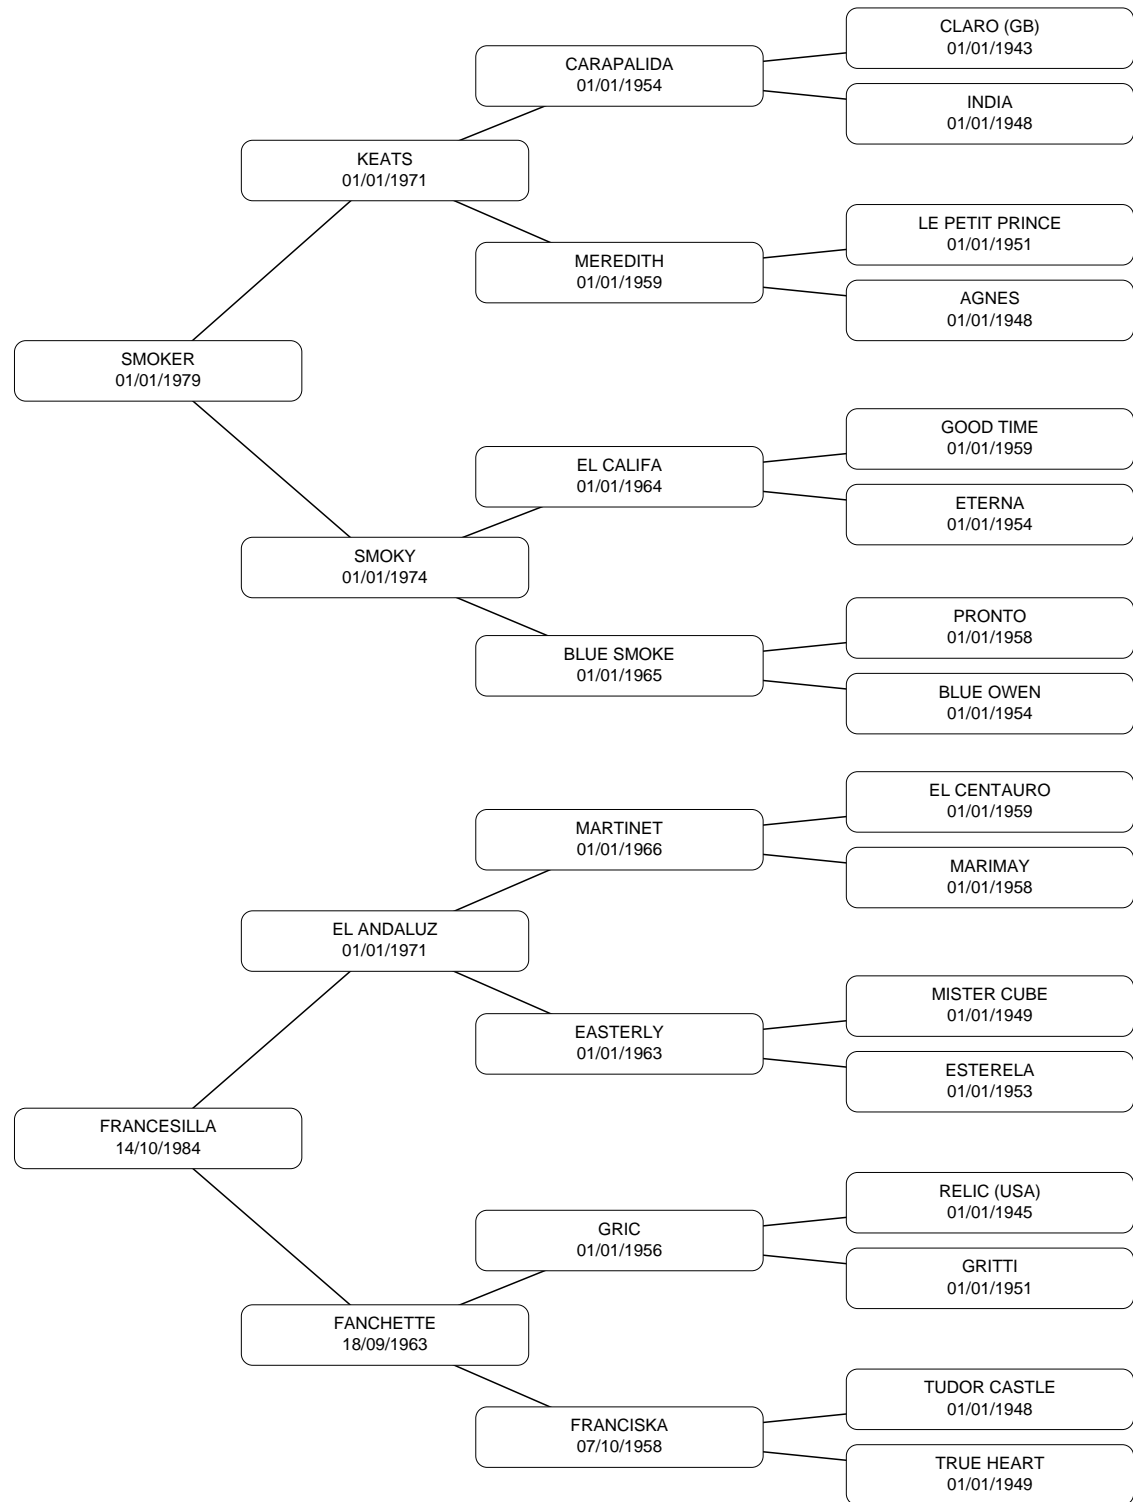 CLARO (GB)
01/01/1943
CARAPALIDA
01/01/1954
INDIA
01/01/1948
KEATS
01/01/1971
LE PETIT PRINCE
01/01/1951
MEREDITH
01/01/1959
AGNES
01/01/1948
SMOKER
01/01/1979
GOOD TIME
01/01/1959
EL CALIFA
01/01/1964
ETERNA
01/01/1954
SMOKY
01/01/1974
PRONTO
01/01/1958
BLUE SMOKE
01/01/1965
BLUE OWEN
01/01/1954
EL CENTAURO
01/01/1959
MARTINET
01/01/1966
MARIMAY
01/01/1958
EL ANDALUZ
01/01/1971
MISTER CUBE
01/01/1949
EASTERLY
01/01/1963
ESTERELA
01/01/1953
FRANCESILLA
14/10/1984
RELIC (USA)
01/01/1945
GRIC
01/01/1956
GRITTI
01/01/1951
FANCHETTE
18/09/1963
TUDOR CASTLE
01/01/1948
FRANCISKA
07/10/1958
TRUE HEART
01/01/1949